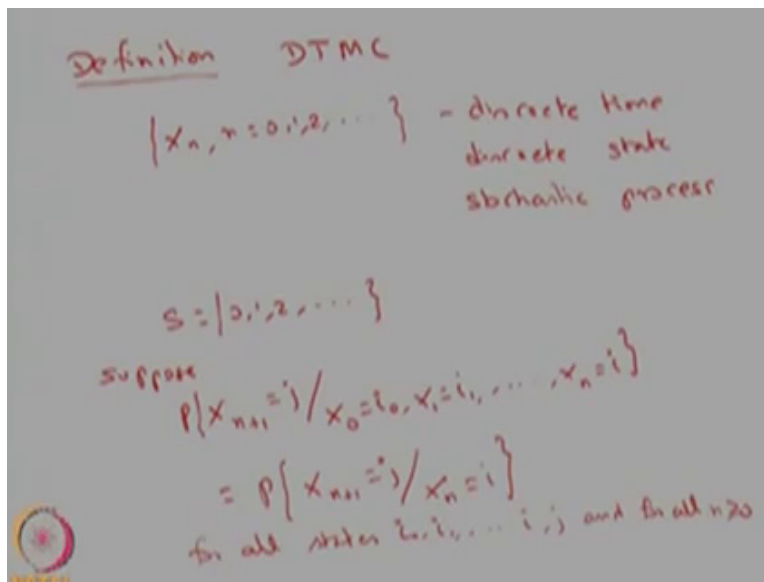 Definition DTMC
{Xn, n=0,1,2, ... } - discrete time
discrete state
stochastic process
S={0,1,2, ... }
suppose
P{Xn+1=j/X0=i0, X1=i1, ..., Xn=i}
= P{Xn+1=j/Xn=i}
for all states i0, i1, ... i, j and for all n≥0